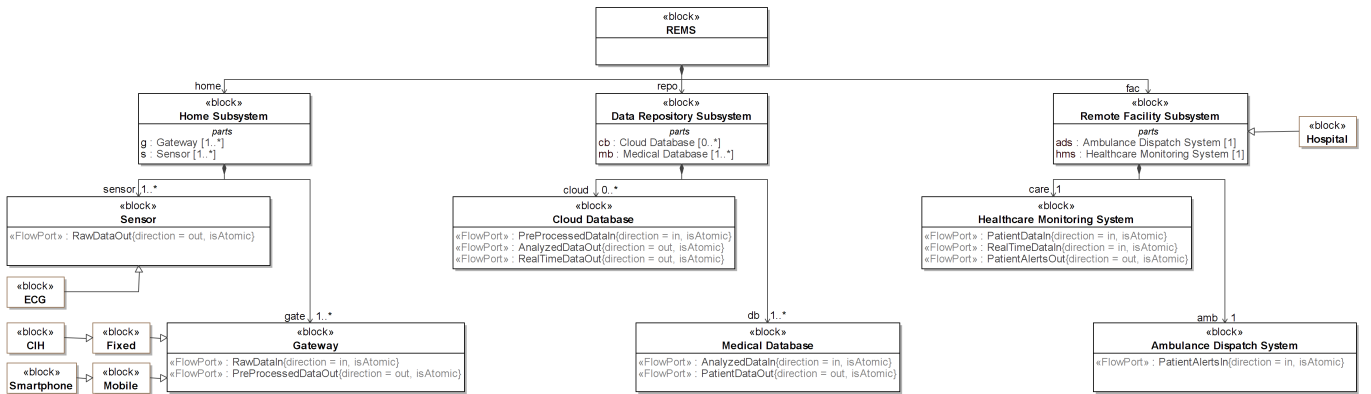 «block»
REMS
home
repo
fac
«block»
Home Subsystem
parts
g : Gateway [1..*]
s : Sensor [1..*]
«block»
Data Repository Subsystem
parts
cb : Cloud Database [0..*]
mb : Medical Database [1..*]
«block»
Remote Facility Subsystem
parts
ads : Ambulance Dispatch System [1]
hms : Healthcare Monitoring System [1]
«block»
Hospital
sensor 1..*
cloud 0..*
care 1
«block»
Sensor
«FlowPort» : RawDataOut{direction = out, isAtomic}
«block»
Cloud Database
«FlowPort» : PreProcessedDataIn{direction = in, isAtomic}
«FlowPort» : AnalyzedDataOut{direction = out, isAtomic}
«FlowPort» : RealTimeDataOut{direction = out, isAtomic}
«block»
Healthcare Monitoring System
«FlowPort» : PatientDataIn{direction = in, isAtomic}
«FlowPort» : RealTimeDataIn{direction = in, isAtomic}
«FlowPort» : PatientAlertsOut{direction = out, isAtomic}
«block»
ECG
gate 1..*
db 1..*
amb 1
«block»
CIH
«block»
Fixed
«block»
Smartphone
«block»
Mobile
«block»
Gateway
«FlowPort» : RawDataIn{direction = in, isAtomic}
«FlowPort» : PreProcessedDataOut{direction = out, isAtomic}
«block»
Medical Database
«FlowPort» : AnalyzedDataIn{direction = in, isAtomic}
«FlowPort» : PatientDataOut{direction = out, isAtomic}
«block»
Ambulance Dispatch System
«FlowPort» : PatientAlertsIn{direction = in, isAtomic}